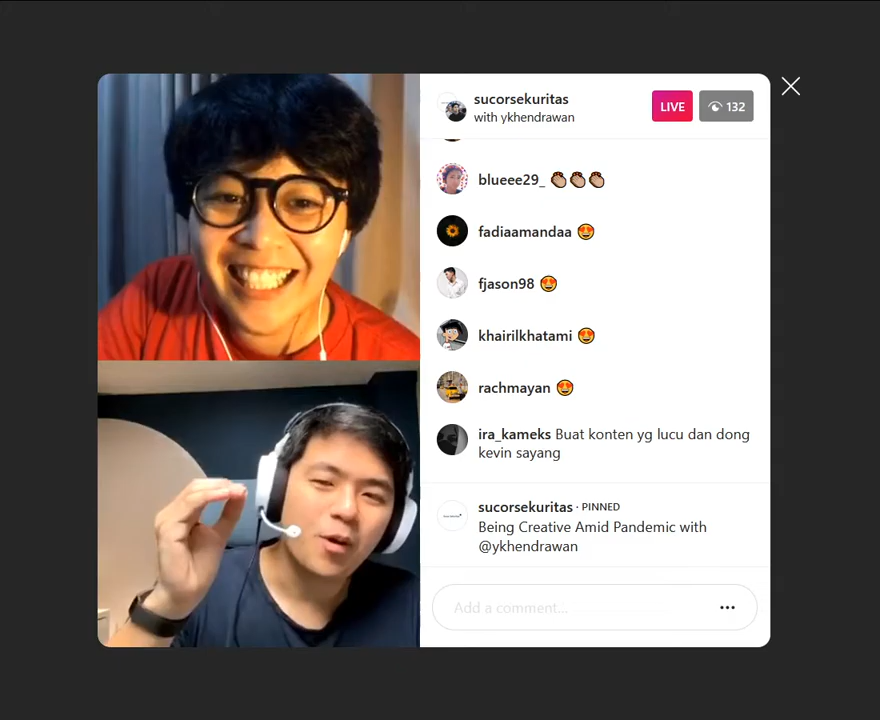 sucorsekuritas
with ykhendrawan
LIVE
132
blueee29_
fadiaamandaa
fjason98
khairilkhatami
rachmayan
ira_kameks Buat konten yg lucu dan dong
kevin sayang
sucorsekuritas · PINNED
Being Creative Amid Pandemic with
@ykhendrawan
Add a comment...